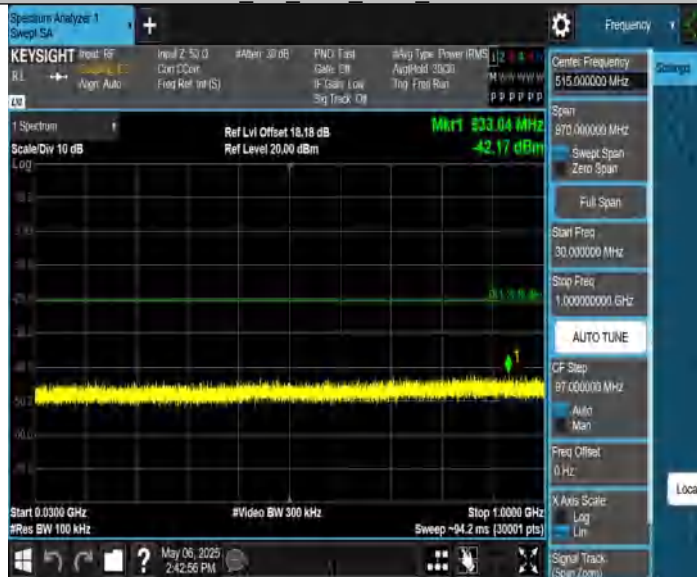 Spectrum Analyzer 1
Swept SA
Frequency
KEYSIGHT
Input: RF
Align: Auto
Input Z: 50 Ω
Corr CCorr
Freq Ref: Int (S)
#Atten: 30 dB
PNO: Fast
Gate: Off
IF Gain: Low
Sig Track: Off
#Avg Type: Power (RMS
Trig: Free Run
P P P P P P
Center Frequency
515.000000 MHz
Settings
Span
970.000000 MHz
Swept Span
Zero Span
Full Span
Start Freq
30.000000 MHz
Stop Freq
1.000000000 GHz
AUTO TUNE
CF Step
97.000000 MHz
Auto
Man
Freq Offset
0 Hz
X Axis Scale
Log
Lin
Signal Track
(Span Zoom)
Loca
1 Spectrum
Scale/Div 10 dB
Log
Ref Lvl Offset 18.18 dB
Ref Level 20.00 dBm
Mkr1 933.04 MHz
-42.17 dBm
1
Start 0.0300 GHz
#Res BW 100 kHz
#Video BW 300 kHz
Stop 1.0000 GHz
Sweep ~94.2 ms (30001 pts)
?
May 06, 2025
2:42:56 PM